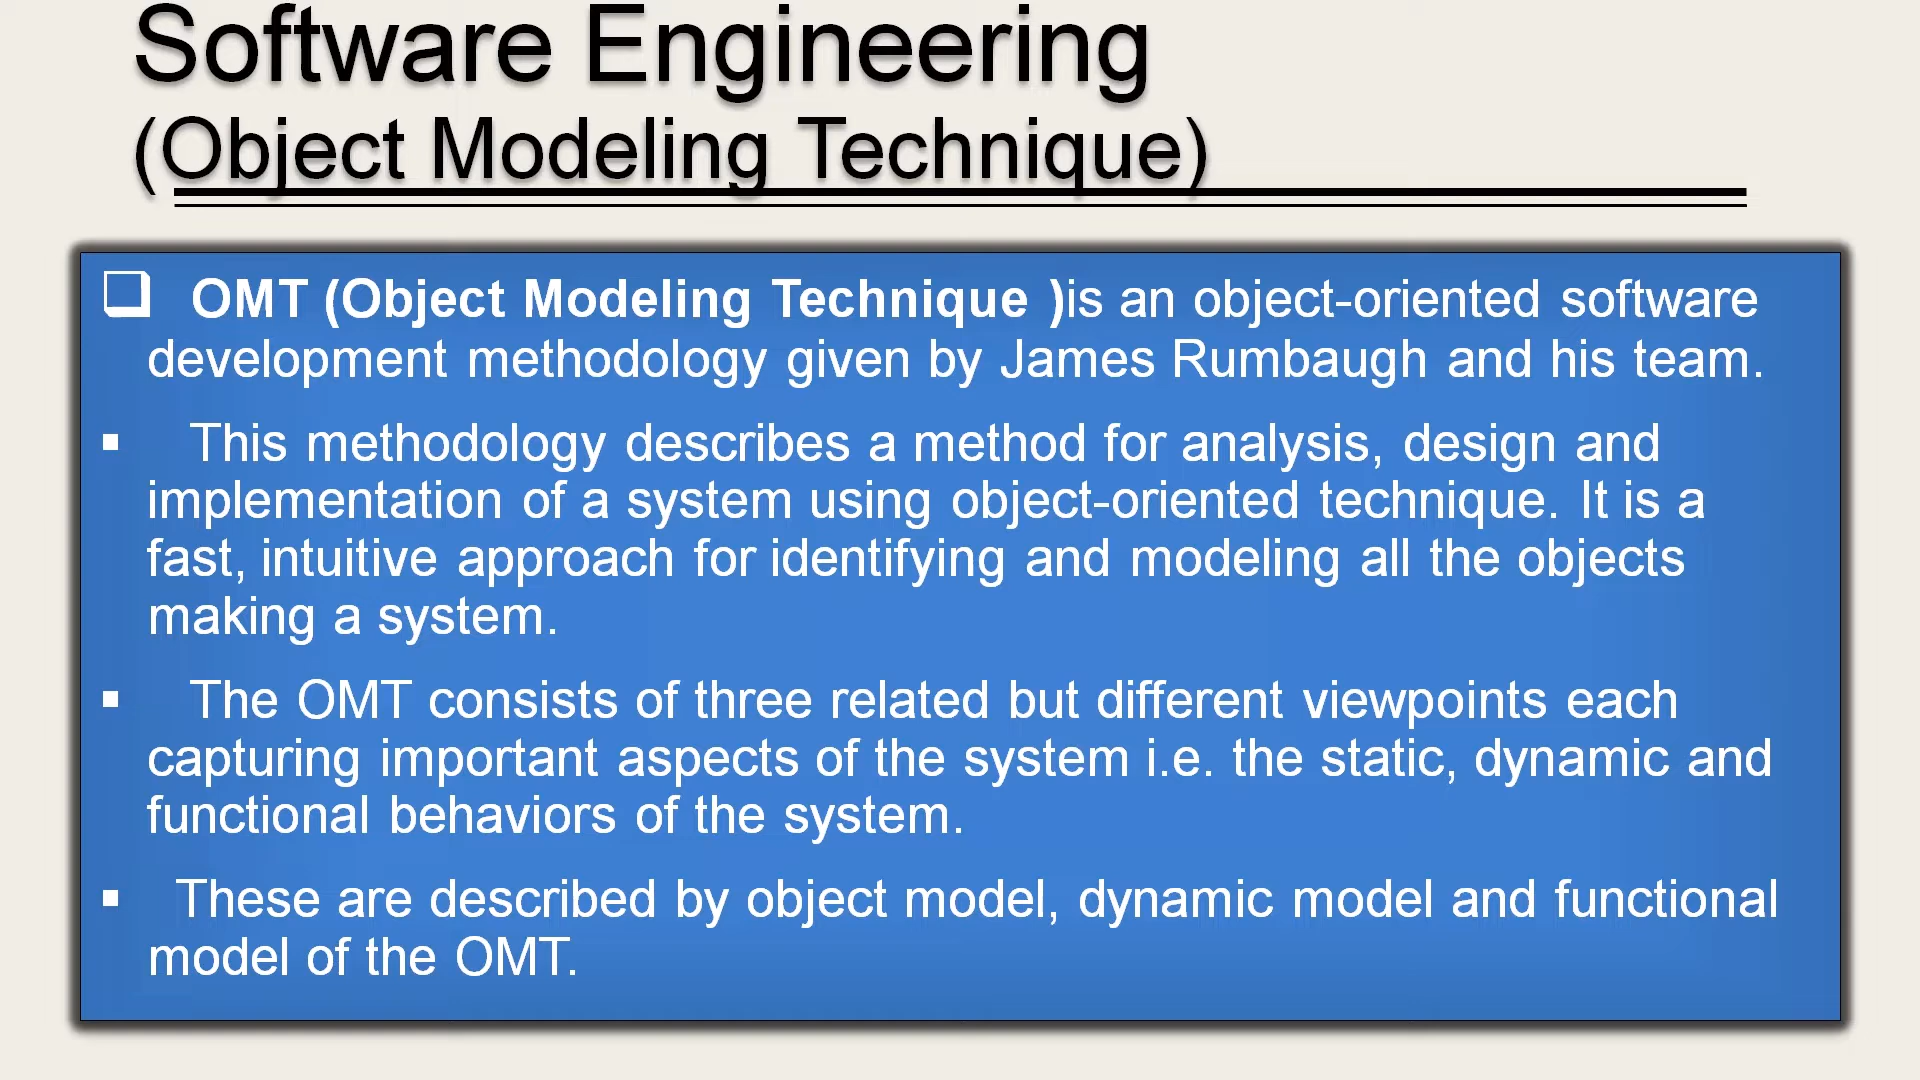 Software Engineering
(Object Modeling Technique)
❑ OMT (Object Modeling Technique )is an object-oriented software
development methodology given by James Rumbaugh and his team.
▪ This methodology describes a method for analysis, design and
implementation of a system using object-oriented technique. It is a
fast, intuitive approach for identifying and modeling all the objects
making a system.
▪ The OMT consists of three related but different viewpoints each
capturing important aspects of the system i.e. the static, dynamic and
functional behaviors of the system.
▪ These are described by object model, dynamic model and functional
model of the OMT.